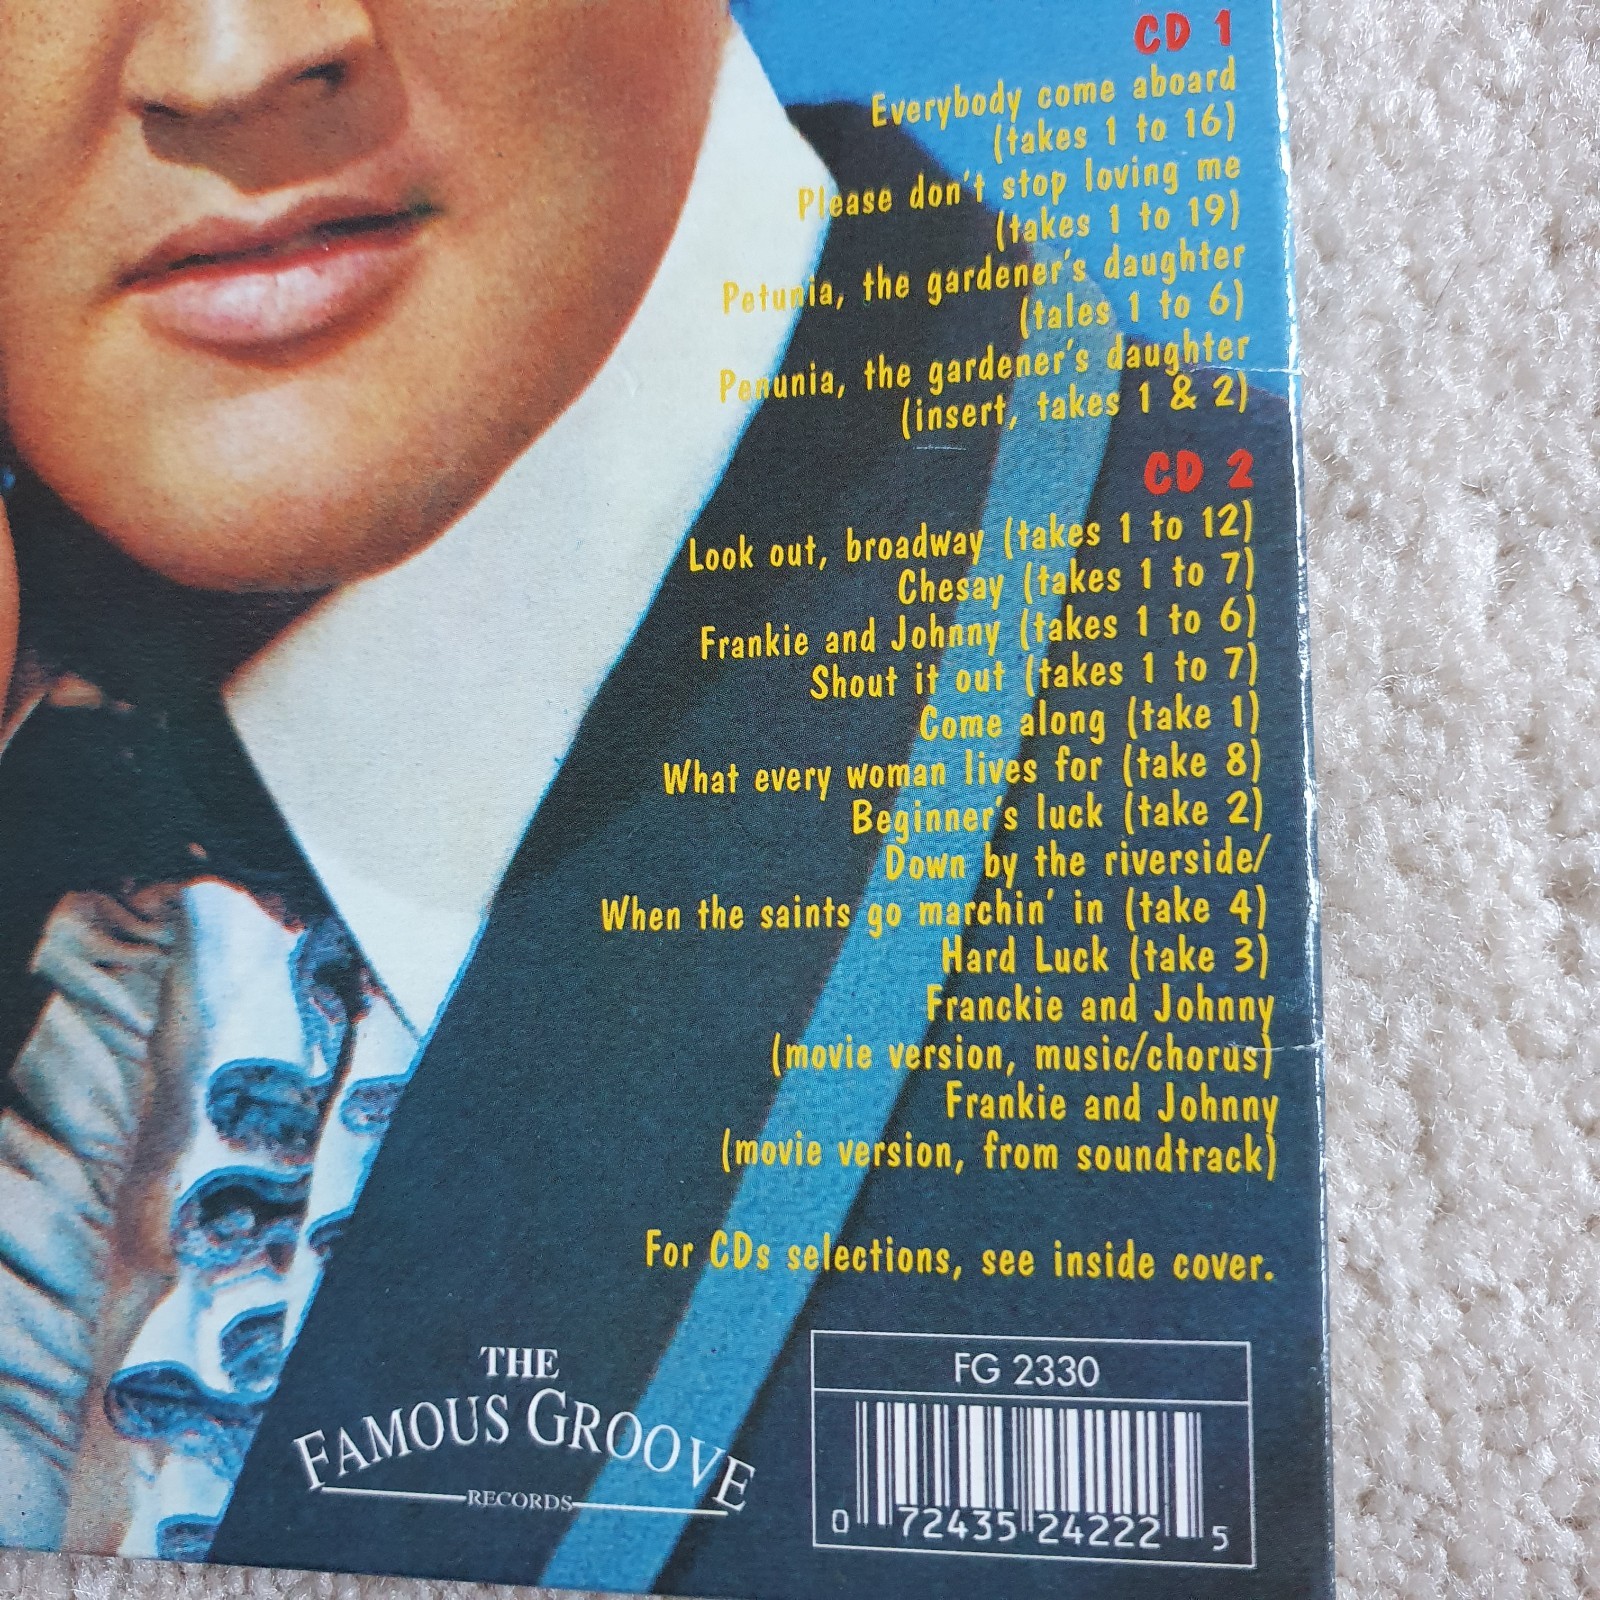 CD 1
Everybody come aboard
(takes 1 to 16)
Please don't stop loving me
(takes 1 to 19)
Petunia, the gardener's daughter
(tales 1 to 6)
Penunia, the gardener's daughter
(insert, takes 1 & 2)
CD 2
Look out, broadway (takes 1 to 12)
Chesay (takes 1 to 7)
Frankie and Johnny (takes 1 to 6)
Shout it out (takes 1 to 7)
Come along (take 1)
What every woman lives for (take 8)
Beginner's luck (take 2)
Down by the riverside/
When the saints go marchin' in (take 4)
Hard Luck (take 3)
Franckie and Johnny
(movie version, music/chorus)
Frankie and Johnny
(movie version, from soundtrack)
For CDs selections, see inside cover.
THE
FAMOUS GROOVE
RECORDS
FG 2330
0 72435 24222 5